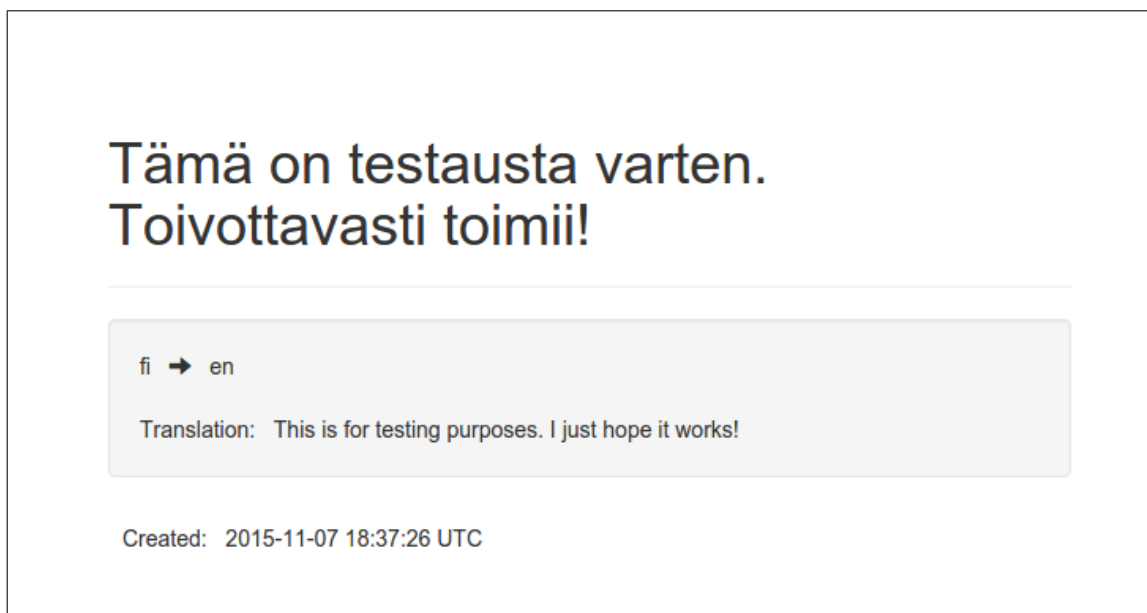 Tämä on testausta varten.
Toivottavasti toimii!
fi ➔ en
Translation: This is for testing purposes. I just hope it works!
Created: 2015-11-07 18:37:26 UTC